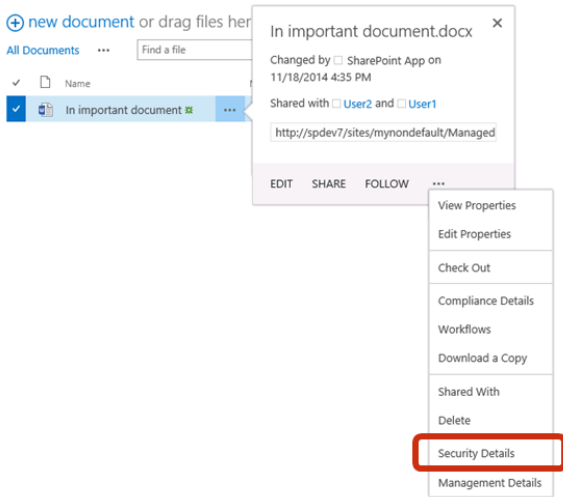 new document or drag files her
All Documents ... Find a file
Name
In important document ...
In important document.docx
Changed by SharePoint App on
11/18/2014 4:35 PM
Shared with User2 and User1
http://spdev7/sites/mynondefault/Managed
EDIT SHARE FOLLOW ...
View Properties
Edit Properties
Check Out
Compliance Details
Workflows
Download a Copy
Shared With
Delete
Security Details
Management Details